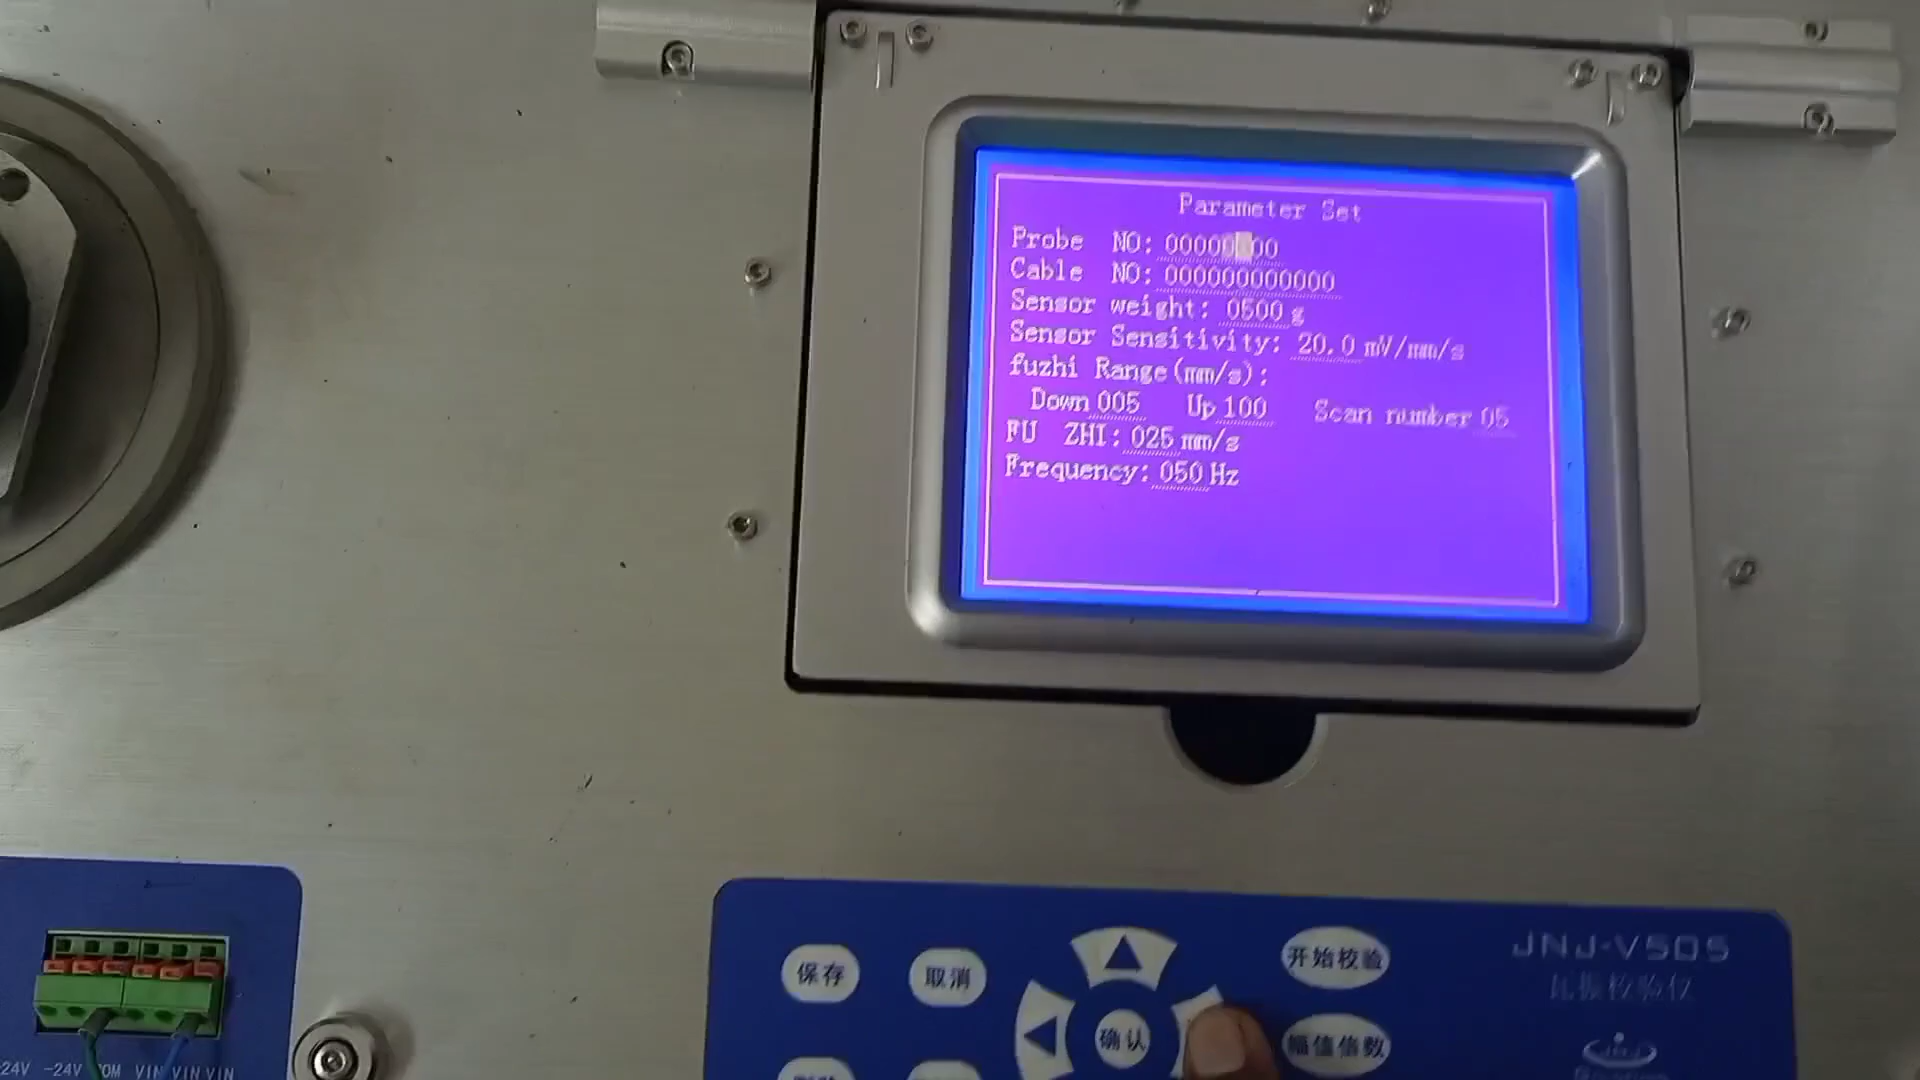 Parameter Set
Probe NO: 00000000
Cable NO: 000000000000
Sensor weight: 0500 g
Sensor Sensitivity: 20.0 mV/mm/s
fuzhi Range(mm/s):
Down 005 Up 100 Scan number 05
FU ZHI: 025 mm/s
Frequency: 050 Hz
保存
取消
确认
开始校验
幅值倍数
JNJ-V505
瓦振校验仪
-24V -24V COM VIN VIN VIN